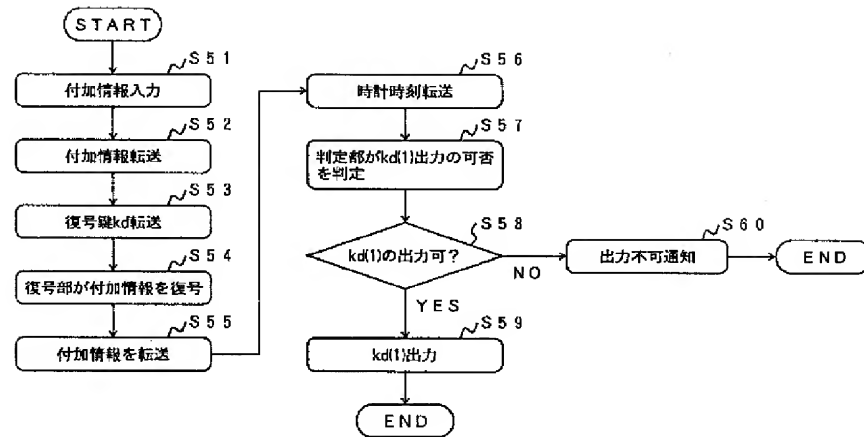 START
S51
付加情報入力
S52
付加情報転送
S53
復号鍵kd転送
S54
復号部が付加情報を復号
S55
付加情報を転送
S56
時計時刻転送
S57
判定部がkd(1)出力の可否
を判定
S58
kd(1)の出力可?
NO
S60
出力不可通知
END
YES
S59
kd(1)出力
END